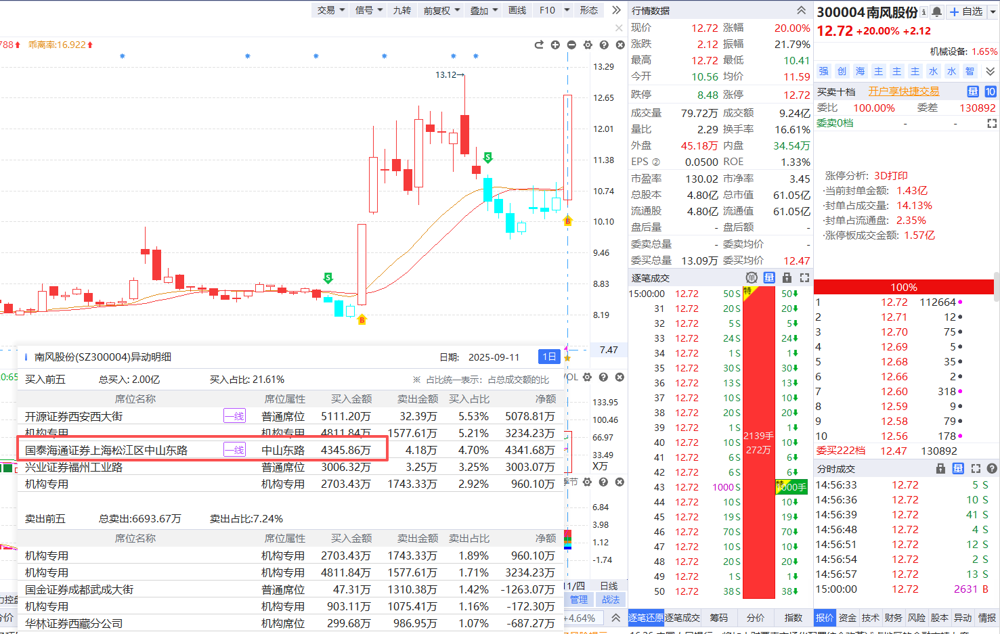 交易 信号 九转 前复权 叠加 画线 F10 形态
788 乖离率:16.922
13.12→
13.29
12.65
12.01
11.38
10.74
10.10
9.46
8.83
8.19
7.47
S
B
S
B
南风股份(SZ300004)异动明细 日期: 2025-09-11 1日
买入前五 总买入: 2.00亿 买入占比: 21.61% ※ 占比统一表示: 占总成交额的比
席位名称 席位属性 买入金额 卖出金额 买入占比 净额
开源证券西安西大街 一线 普通席位 5111.20万 32.39万 5.53% 5078.81万
机构专用 机构专用 4811.84万 1577.61万 5.21% 3234.23万
国泰海通证券上海松江区中山东路 一线 中山东路 4345.86万 4.18万 4.70% 4341.68万
兴业证券福州工业路 普通席位 3006.32万 3.25万 3.25% 3003.07万
机构专用 机构专用 2703.43万 1743.33万 2.92% 960.10万
卖出前五 总卖出:6693.67万 卖出占比:7.24%
席位名称 席位属性 买入金额 卖出金额 卖出占比 净额
机构专用 机构专用 2703.43万 1743.33万 1.89% 960.10万
机构专用 机构专用 4811.84万 1577.61万 1.71% 3234.23万
国金证券成都武成大街 普通席位 47.31万 1310.38万 1.42% -1263.07万
机构专用 机构专用 903.11万 1075.41万 1.16% -172.30万
华林证券西藏分公司 机构席位 299.68万 986.95万 1.07% -687.27万
0:65
VOL
133.95
100.46
66.97
33.49
X万
季节
6.84
3.98
1.12
-1.74
11/四 日线
管理 战法
+4.64%
行情数据
现价 12.72 涨幅 20.00%
涨跌 2.12 振幅 21.79%
最高 12.72 最低 10.41
今开 10.56 均价 11.59
跌停 8.48 涨停 12.72
成交量 79.72万 成交额 9.24亿
量比 2.29 换手率 16.61%
外盘 45.18万 内盘 34.54万
EPS ② 0.0500 ROE 1.33%
市盈率 130.02 市净率 3.45
总股本 4.80亿 总市值 61.05亿
流通股 4.80亿 流通值 61.05亿
盘后量 - 盘后额 -
委卖总量 - 委卖均价 -
委买总量 13.09万 委买均价 12.47
逐笔成交 单 量
15:00:00 12.72 50 S 特 50
31 12.72 20 S 20
32 12.72 5 S 5
33 12.72 24 S 24
34 12.72 1 S 1
35 12.72 30 S 30
36 12.72 13 S 13
37 12.72 10 S 10
38 12.72 20 S 20
39 12.72 1 S 1
2139手
40 12.72 10 S 10
272万
41 12.72 6 S 6
42 12.72 6 S 6
43 12.72 1000 S 特 1000手
44 12.72 10 S 10
45 12.72 19 S 19
46 12.72 70 S 70
47 12.72 10 S 10
48 12.72 20 S 20
49 12.72 1 S 1
50 12.72 38 S 38
逐笔还原 逐笔成交 筹码 分价 指数
300004 南风股份 自选
12.72 +20.00% +2.12
机械设备: 1.65%
强 创 海 主 主 主 水 水 智
买卖十档 开户享快捷交易 量 10
委比 100.00% 委差 130892
委卖0档 - -
涨停分析: 3D打印
·当前封单金额: 1.43亿
·封单占成交量: 14.13%
·封单占流通盘: 2.35%
·涨停板成交金额: 1.57亿
100%
1 12.72 112664
2 12.71 12
3 12.70 75
4 12.69 5
5 12.68 35
6 12.66 2
7 12.60 318
8 12.59 9
9 12.58 79
10 12.56 178
委买222档 12.47 130892
分时成交 量
14:56:33 12.72 5 S
14:56:36 12.72 10 S
14:56:39 12.72 41 S
14:56:48 12.72 4 S
14:56:51 12.72 12 S
14:56:54 12.72 2 S
14:56:57 12.72 13 S
15:00:00 12.72 2631 B
报价 资金 技术 财务 风险 股本 异动 情报